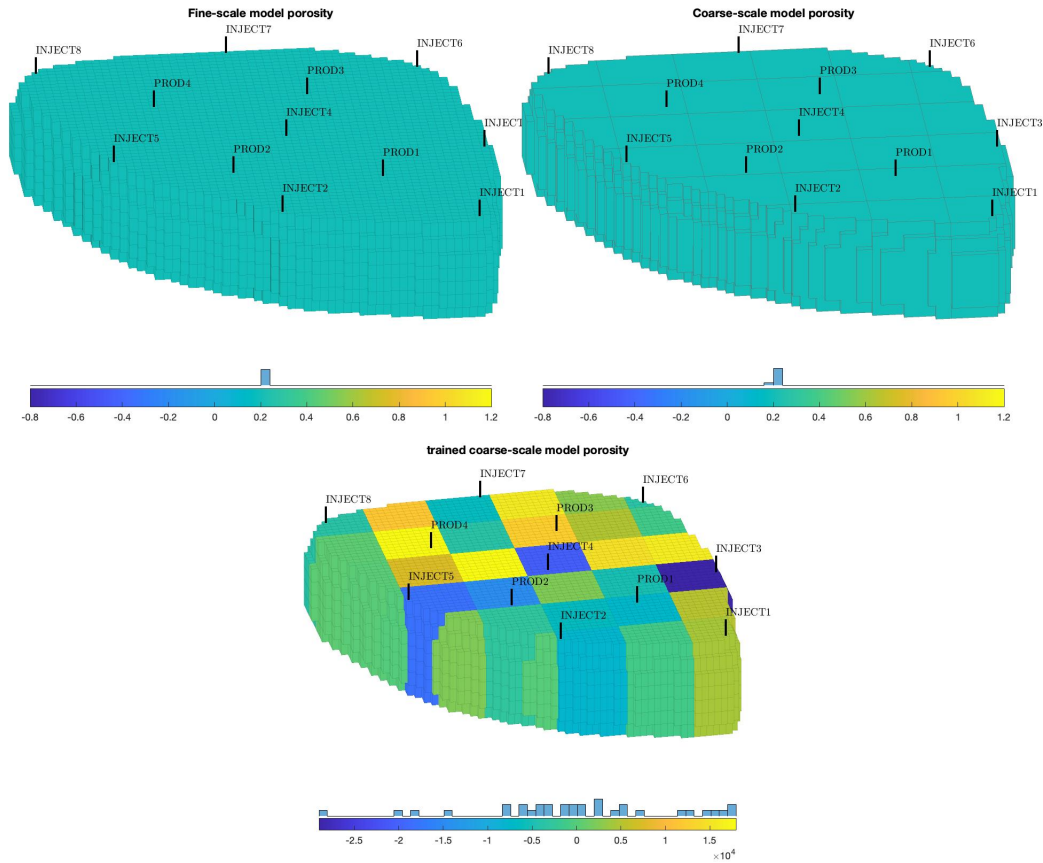 Fine-scale model porosity
INJECT7
INJECT6
INJECT8
PROD3
PROD4
INJECT4
INJECT
INJECT5
PROD2
PROD1
INJECT2
INJECT1
-0.8 -0.6 -0.4 -0.2 0 0.2 0.4 0.6 0.8 1 1.2
Coarse-scale model porosity
INJECT7
INJECT6
INJECT8
PROD3
PROD4
INJECT4
INJECT3
INJECT5
PROD2
PROD1
INJECT2
INJECT1
-0.8 -0.6 -0.4 -0.2 0 0.2 0.4 0.6 0.8 1 1.2
trained coarse-scale model porosity
INJECT7
INJECT6
INJECT8
PROD3
PROD4
INJECT4
INJECT3
INJECT5
PROD2
PROD1
INJECT2
INJECT1
-2.5 -2 -1.5 -1 -0.5 0 0.5 1 1.5
×10⁴